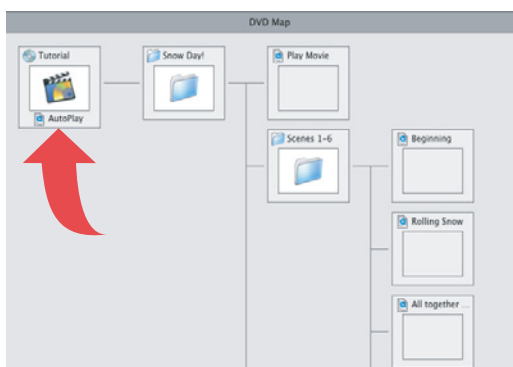 DVD Map
Tutorial
AutoPlay
Snow Day!
Play Movie
Scenes 1-6
Beginning
Rolling Snow
All together ...